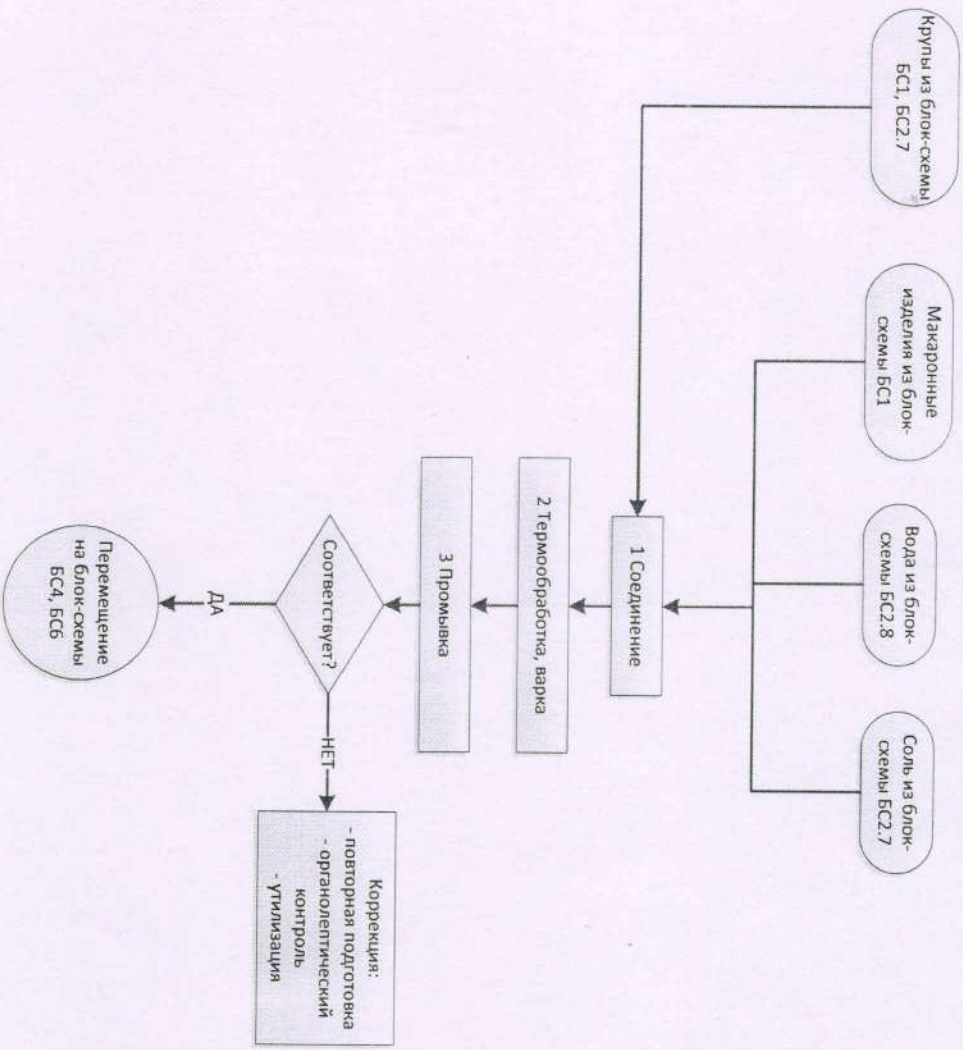 Крупы из блок-схемы
БС1, БС2.7
Макаронные
изделия из блок-
схемы БС1
Вода из блок-
схемы БС2.8
Соль из блок-
схемы БС2.7
1 Соединение
2 Термообработка, варка
3 Промывка
Соответствует?
НЕТ
Коррекция:
- повторная подготовка
- органолептический
контроль
- утилизация
ДА
Перемещение
на блок-схемы
БС4, БС6